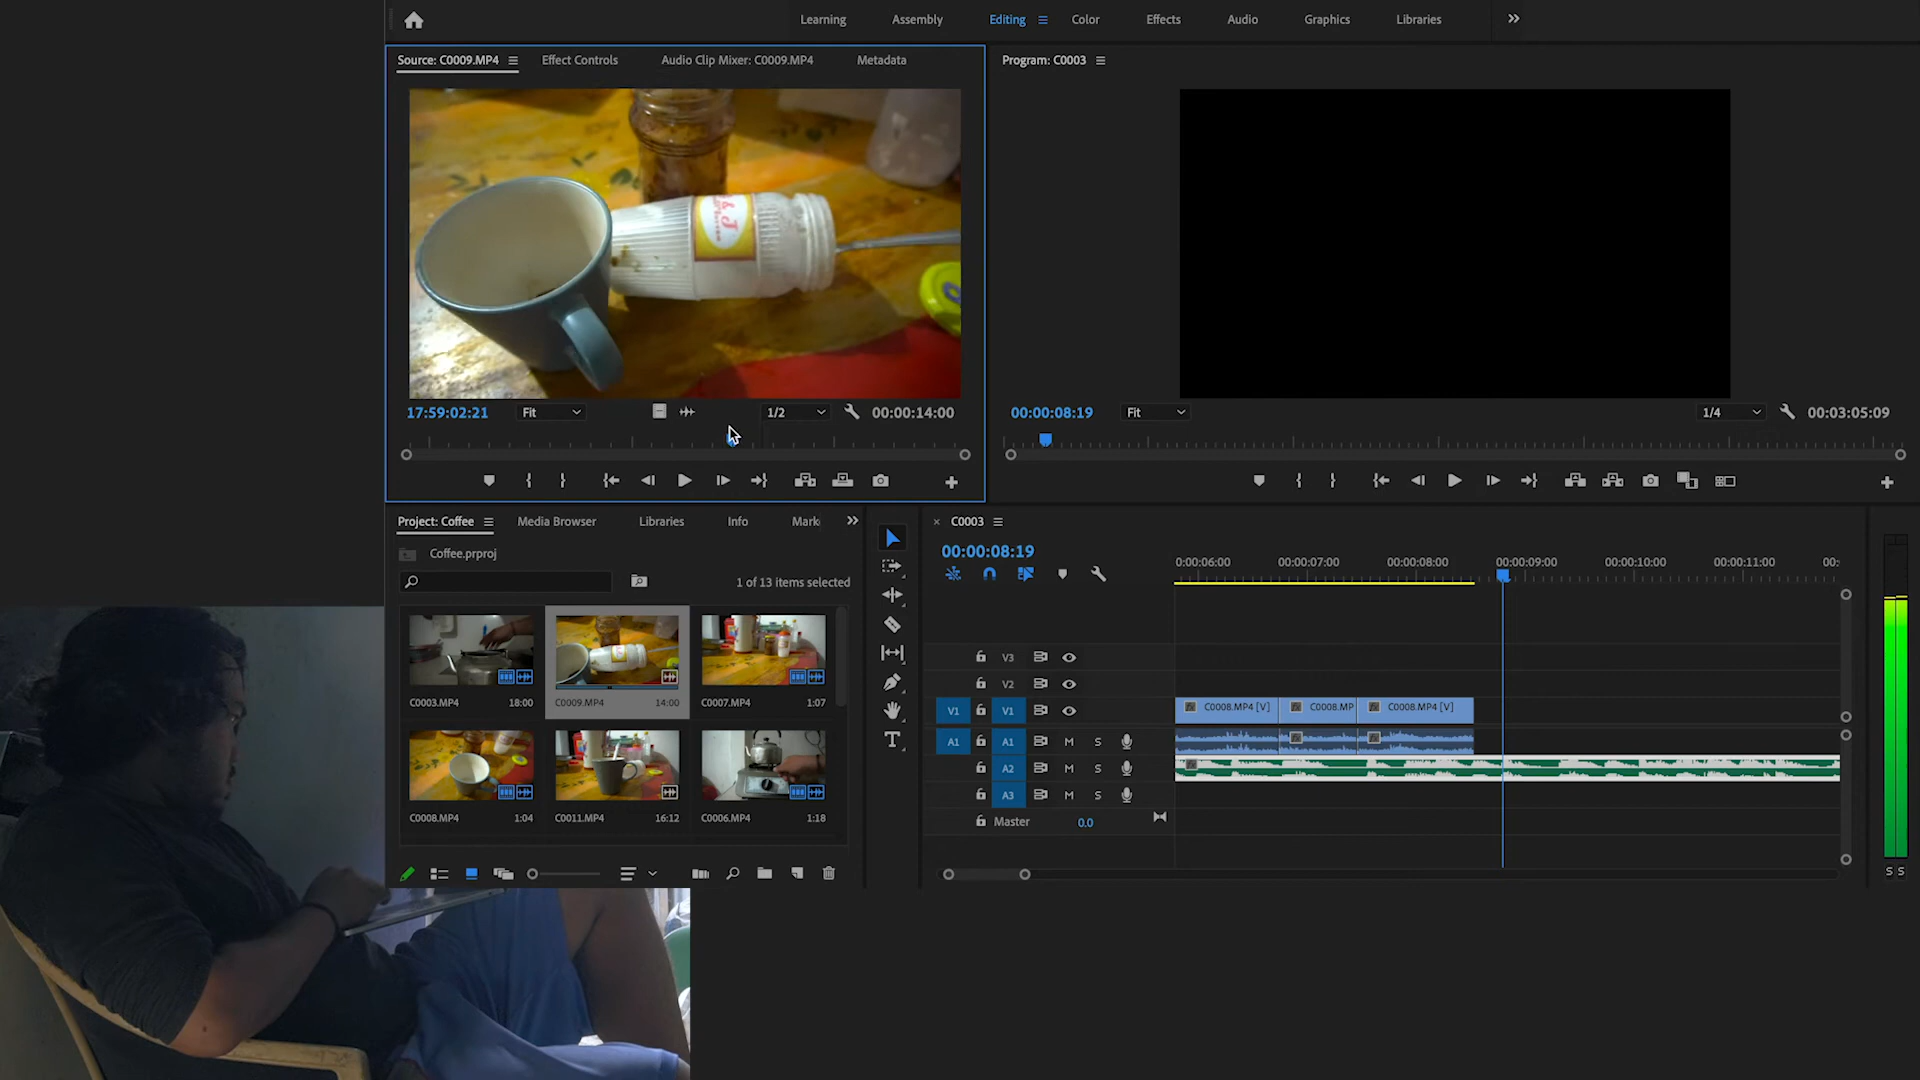 Learning Assembly Editing Color Effects Audio Graphics Libraries
Source: C0009.MP4 Effect Controls Audio Clip Mixer: C0009.MP4 Metadata
Program: C0003
17:59:02:21 Fit 1/2 00:00:14:00
00:00:08:19 Fit 1/4 00:03:05:09
Project: Coffee Media Browser Libraries Info Mark
Coffee.prproj
1 of 13 items selected
C0003.MP4 18:00
C0009.MP4 14:00
C0007.MP4 1:07
C0008.MP4 1:04
C0011.MP4 16:12
C0006.MP4 1:18
C0003
00:00:08:19
0:00:06:00 00:00:07:00 00:00:08:00 00:00:09:00 00:00:10:00 00:00:11:00 00:
V3
V2
V1 V1 C0008.MP4 [V] C0008.MP C0008.MP4 [V]
A1 A1 M S
A2 M S
A3 M S
Master 0.0
S S